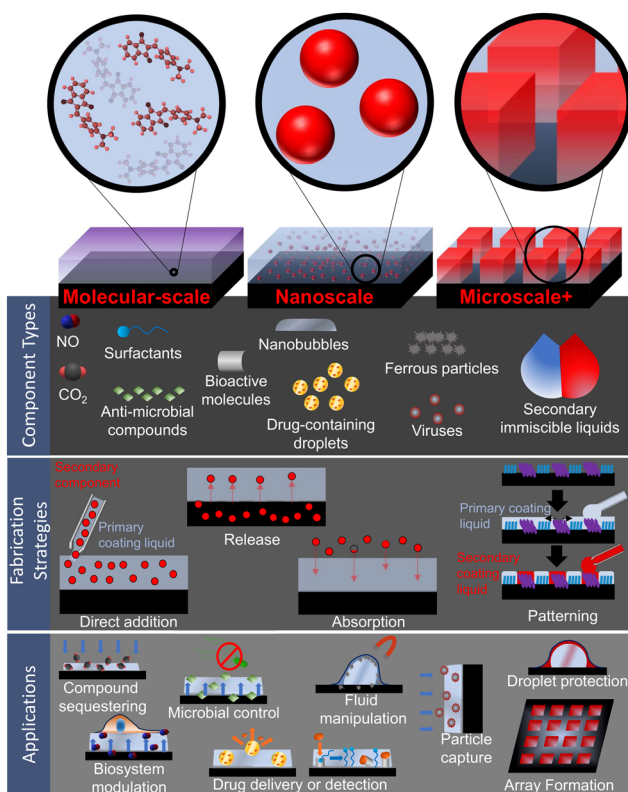 Molecular-scale
Nanoscale
Microscale+
Component Types
NO
CO2
Surfactants
Anti-microbial
compounds
Bioactive
molecules
Nanobubbles
Drug-containing
droplets
Ferrous particles
Viruses
Secondary
immiscible liquids
Fabrication
Strategies
Secondary
component
Primary
coating liquid
Direct addition
Release
Absorption
Primary coating
liquid
Secondary
coating
liquid
Patterning
Applications
Compound
sequestering
Biosystem
modulation
Microbial control
Drug delivery or detection
Fluid
manipulation
Particle
capture
Droplet protection
Array Formation